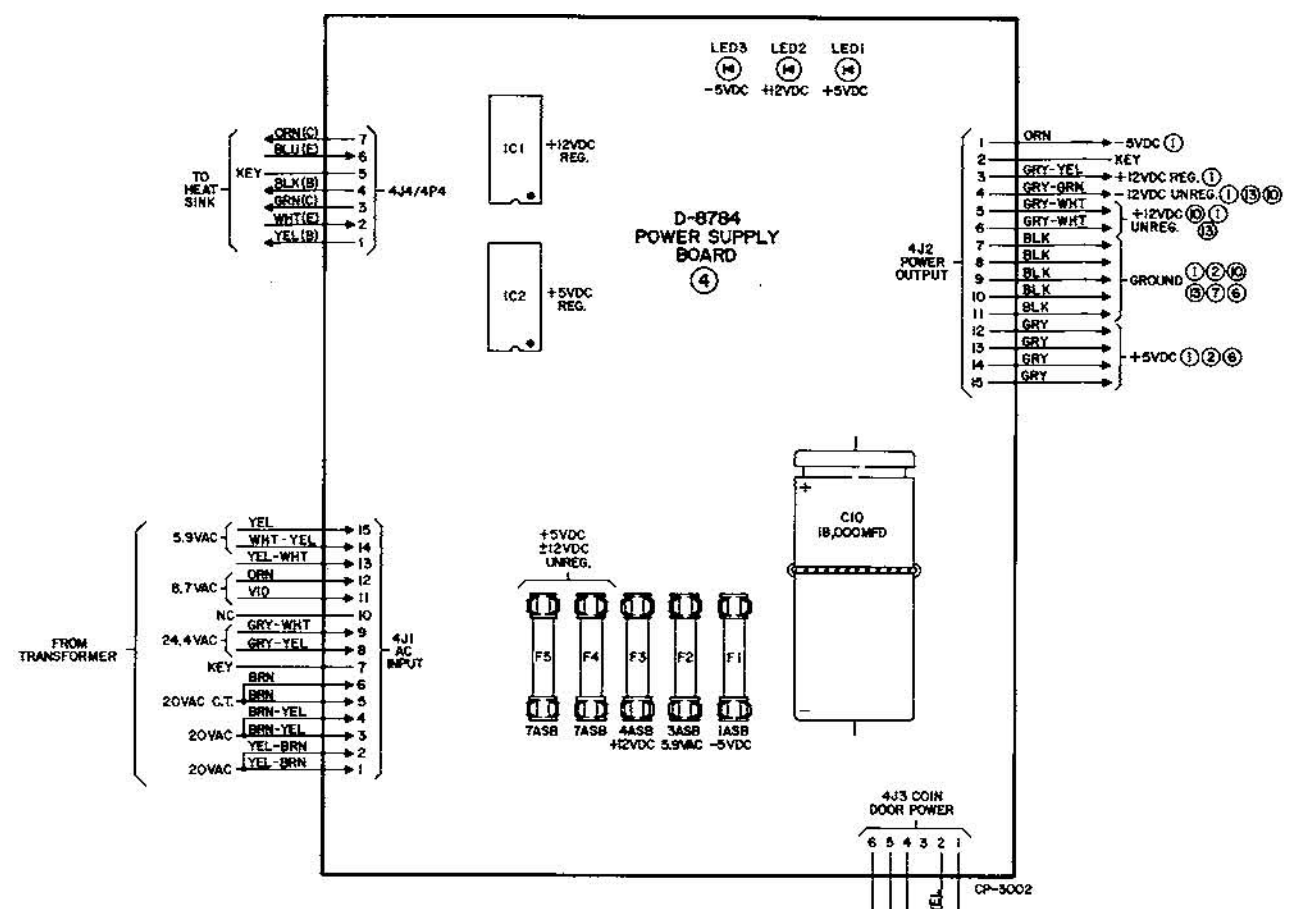 LED3 LED2 LED1
-5VDC +12VDC +5VDC
IC1
+12VDC
REG.
IC2
+5VDC
REG.
D-8784
POWER SUPPLY
BOARD
4
TO
HEAT
SINK
ORN(C) 7
BLU(E) 6
KEY 5
BLK(B) 4
GRN(C) 3
WHT(E) 2
YEL(B) 1
4J4/4P4
4J2
POWER
OUTPUT
1 ORN -5VDC 1
2 KEY
3 GRY-YEL +12VDC REG. 1
4 GRY-BRN -12VDC UNREG. 1 13 10
5 GRY-WHT
6 GRY-WHT
+12VDC 10 1
UNREG. 13
7 BLK
8 BLK
9 BLK
10 BLK
11 BLK
GROUND 1 2 10
13 7 6
12 GRY
13 GRY
14 GRY
15 GRY
+5VDC 1 2 6
FROM
TRANSFORMER
5.9VAC
YEL 15
WHT-YEL 14
YEL-WHT 13
8.7VAC
ORN 12
VIO 11
NC 10
24.4VAC
GRY-WHT 9
GRY-YEL 8
KEY 7
20VAC C.T.
BRN 6
BRN 5
20VAC
BRN-YEL 4
BRN-YEL 3
20VAC
YEL-BRN 2
YEL-BRN 1
4J1
AC
INPUT
+5VDC
±12VDC
UNREG.
F5 F4 F3 F2 F1
7ASB 7ASB 4ASB 3ASB 1ASB
+12VDC 5.9VAC -5VDC
+
C10
18,000MFD
-
4J3 COIN
DOOR POWER
6 5 4 3 2 1
YEL
CP-3002